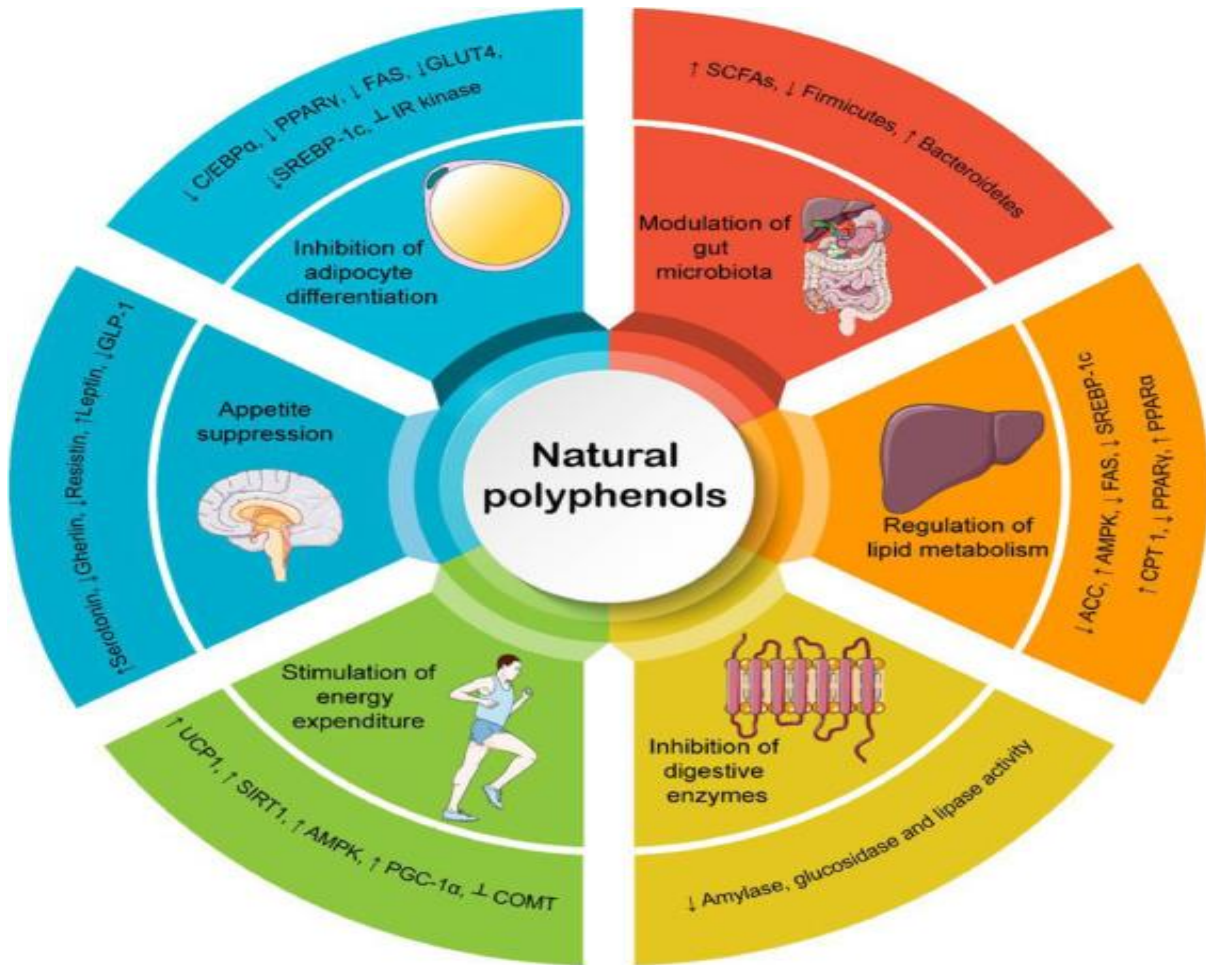 Natural
polyphenols
↑ SCFAs, ↓ Firmicutes, ↑ Bacteroidetes
Modulation of
gut
microbiota
↓ ACC, ↑ AMPK, ↓ FAS, ↓ SREBP-1c
↑ CPT 1, ↓ PPARγ, ↑ PPARα
Regulation of
lipid metabolism
Inhibition of
digestive
enzymes
↓ Amylase, glucosidase and lipase activity
Stimulation of
energy
expenditure
↑ UCP1, ↑ SIRT1, ↑ AMPK, ↑ PGC-1α, ┴ COMT
Appetite
suppression
↑Serotonin, ↓Gherlin, ↓Resistin, ↑Leptin, ↓GLP-1
↓ C/EBPα, ↓ PPARγ, ↓ FAS, ↓GLUT4,
↓SREBP-1c, ┴ IR kinase
Inhibition of
adipocyte
differentiation